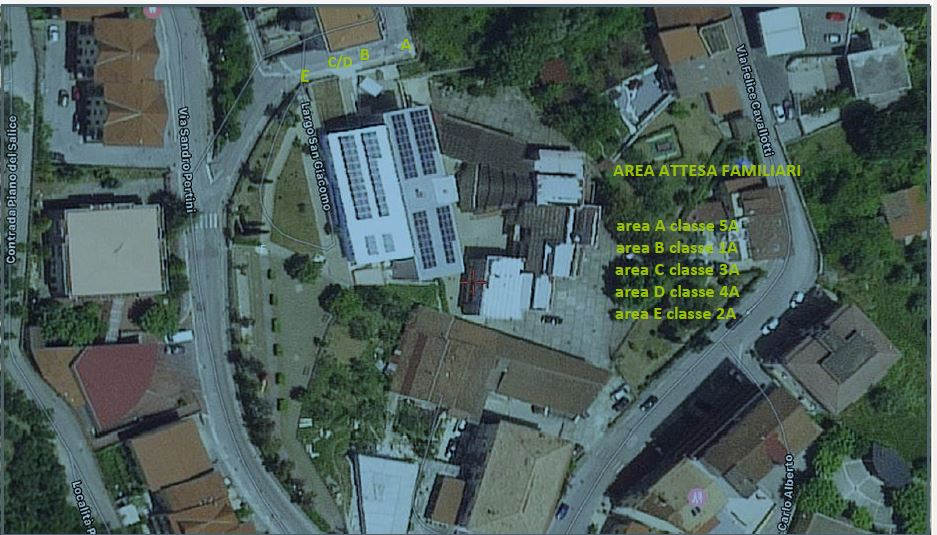 A
B
C/D
E
Largo San Giacomo
Via Sandro Pertini
Contrada Piano del Salice
Via Felice Cavallotti
AREA ATTESA FAMILIARI
area A classe 5A
area B classe 1A
area C classe 3A
area D classe 4A
area E classe 2A
Località P
Carlo Alberto